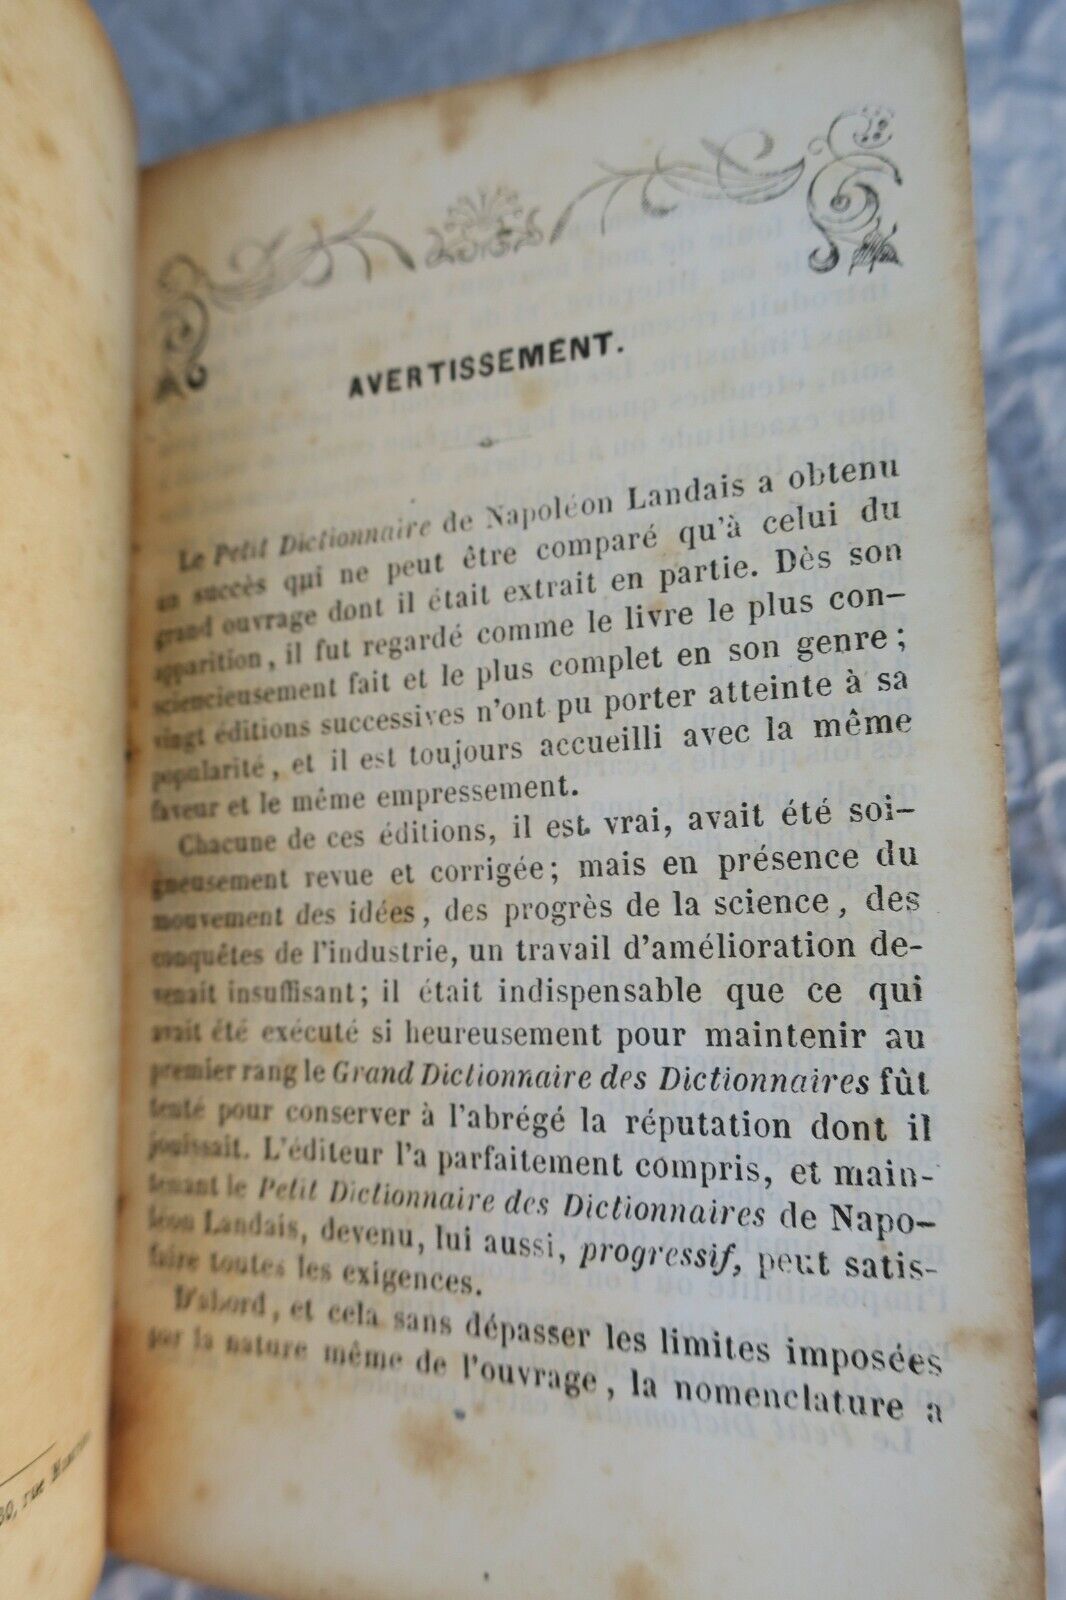 AVERTISSEMENT.
Le Petit Dictionnaire de Napoléon Landais a obtenu
un succès qui ne peut être comparé qu'à celui du
grand ouvrage dont il était extrait en partie. Dès son
apparition, il fut regardé comme le livre le plus con-
sciencieusement fait et le plus complet en son genre;
vingt éditions successives n'ont pu porter atteinte à sa
popularité, et il est toujours accueilli avec la même
faveur et le même empressement.
Chacune de ces éditions, il est vrai, avait été soi-
gneusement revue et corrigée; mais en présence du
mouvement des idées, des progrès de la science, des
conquêtes de l'industrie, un travail d'amélioration de-
venait insuffisant; il était indispensable que ce qui
avait été exécuté si heureusement pour maintenir au
premier rang le Grand Dictionnaire des Dictionnaires fût
tenté pour conserver à l'abrégé la réputation dont il
jouissait. L'éditeur l'a parfaitement compris, et main-
tenant le Petit Dictionnaire des Dictionnaires de Napo-
léon Landais, devenu, lui aussi, progressif, peut satis-
faire toutes les exigences.
D'abord, et cela sans dépasser les limites imposées
par la nature même de l'ouvrage, la nomenclature a
rue